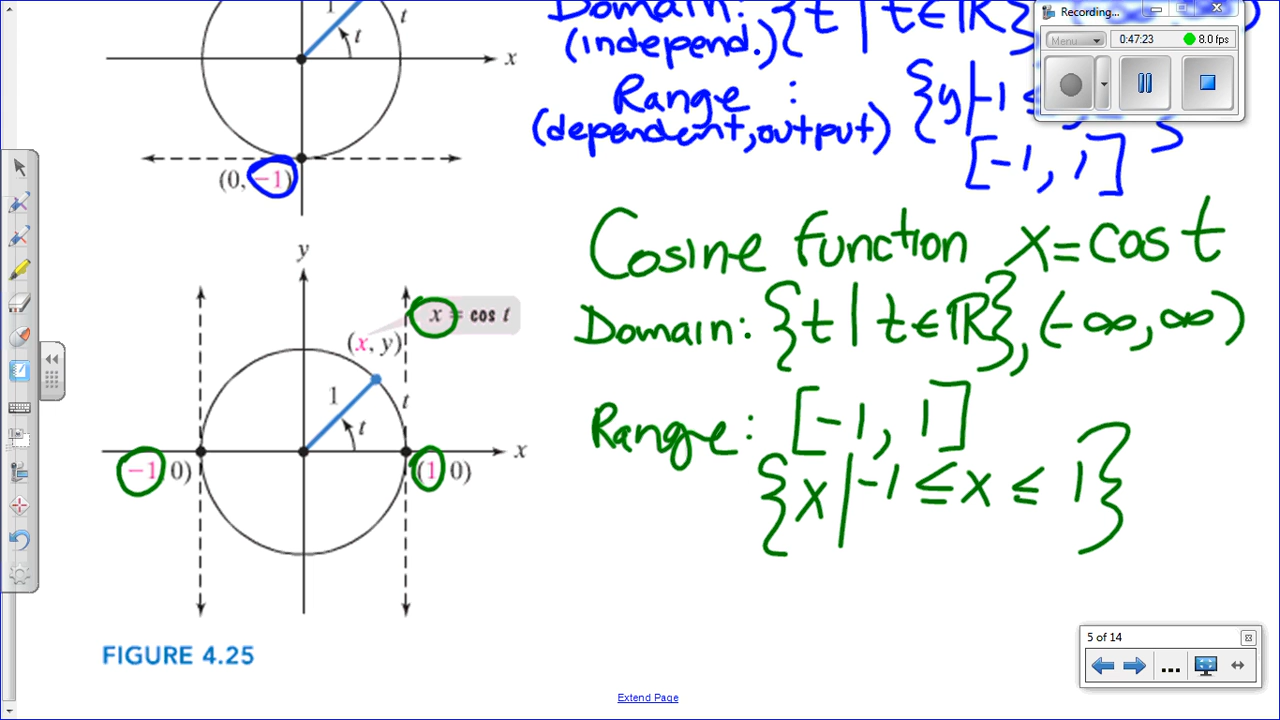 1
t
t
x
(0, −1)
Domain:
{t | t ∈ ℝ}
(independ.)
Range :
{y | -1 ≤
(dependent, output)
[-1, 1]
Recording...
Menu
0:47:23
8.0 fps
y
x = cos t
(x, y)
1
t
t
x
(−1, 0)
(1, 0)
FIGURE 4.25
Cosine function x = cos t
Domain: {t | t ∈ ℝ}, (-∞, ∞)
Range: [-1, 1]
{x | -1 ≤ x ≤ 1}
5 of 14
...
Extend Page